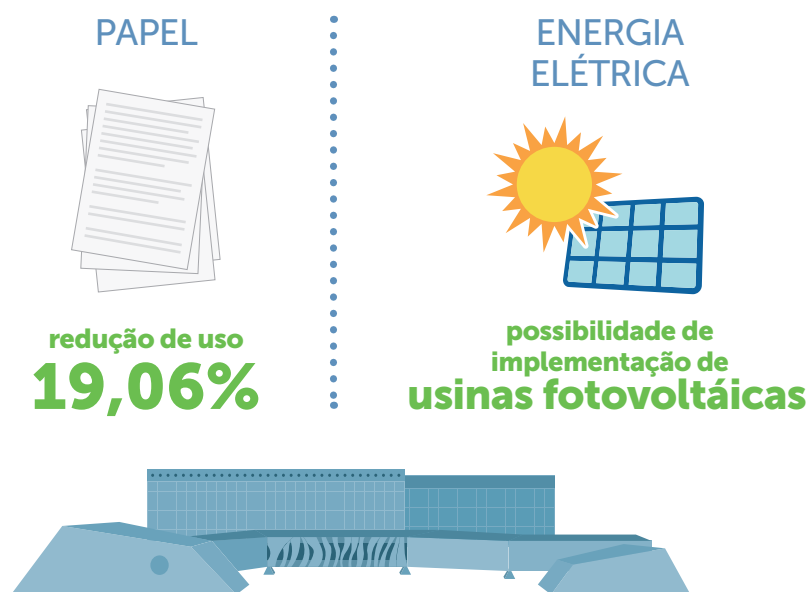 PAPEL
redução de uso
19,06%
ENERGIA
ELÉTRICA
possibilidade de
implementação de
usinas fotovoltáicas